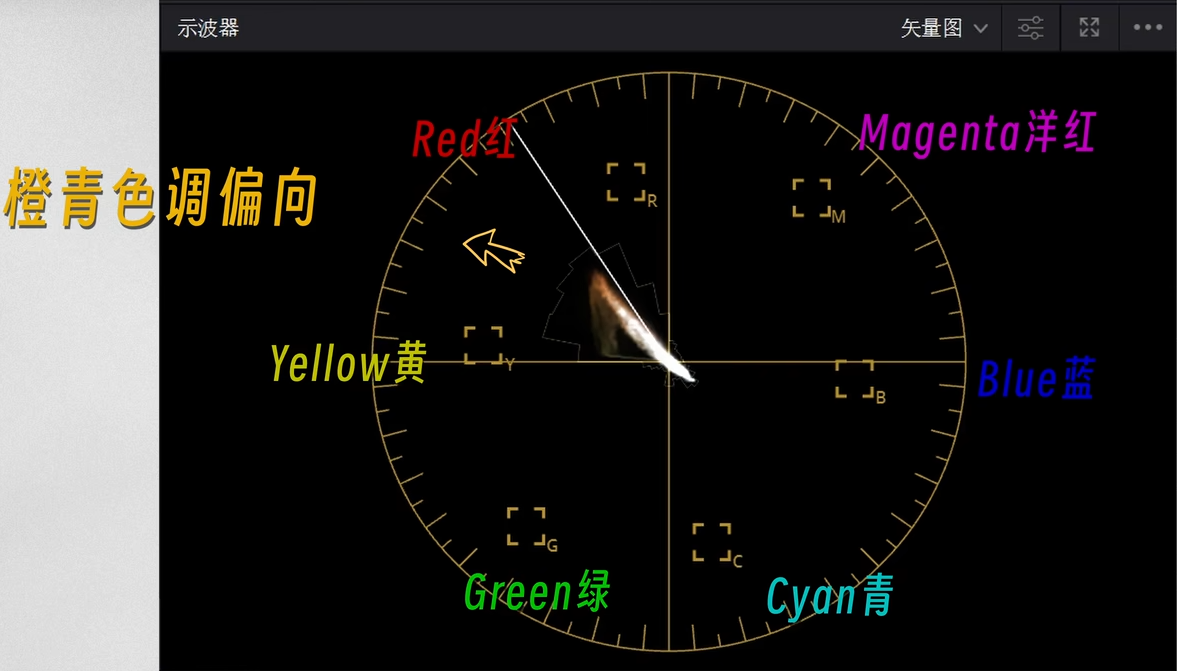 示波器
矢量图
Red红
Magenta洋红
橙青色调偏向
R
M
Yellow黄
Y
Blue蓝
B
G
C
Green绿
Cyan青